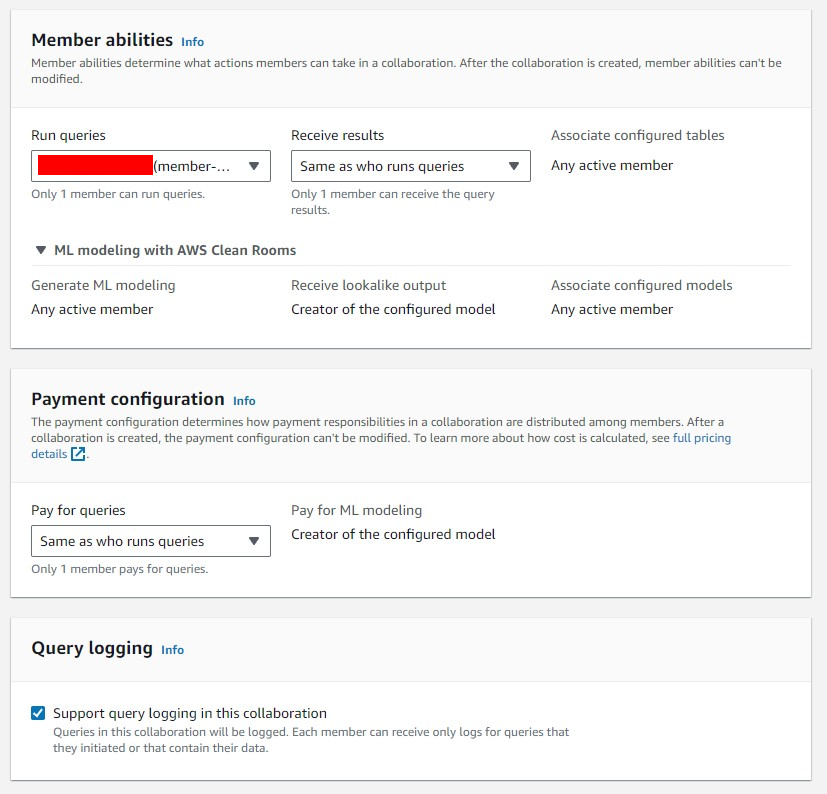 Member abilities Info
Member abilities determine what actions members can take in a collaboration. After the collaboration is created, member abilities can't be
modified.
Run queries
(member-...
Only 1 member can run queries.
Receive results
Same as who runs queries
Only 1 member can receive the query
results.
Associate configured tables
Any active member
ML modeling with AWS Clean Rooms
Generate ML modeling
Any active member
Receive lookalike output
Creator of the configured model
Associate configured models
Any active member
Payment configuration Info
The payment configuration determines how payment responsibilities in a collaboration are distributed among members. After a
collaboration is created, the payment configuration can't be modified. To learn more about how cost is calculated, see full pricing
details .
Pay for queries
Same as who runs queries
Only 1 member pays for queries.
Pay for ML modeling
Creator of the configured model
Query logging Info
Support query logging in this collaboration
Queries in this collaboration will be logged. Each member can receive only logs for queries that
they initiated or that contain their data.